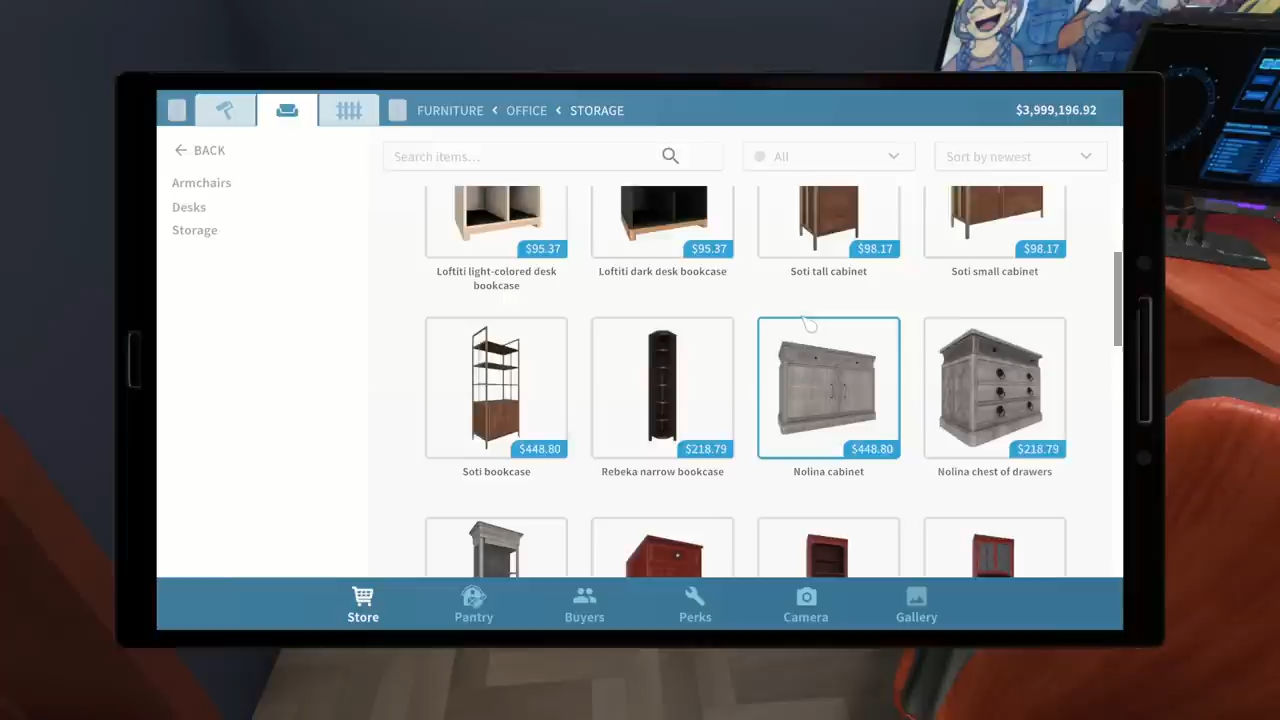 FURNITURE < OFFICE < STORAGE
$3,999,196.92
BACK
Search items...
All
Sort by newest
Armchairs
Desks
Storage
$95.37
$95.37
$98.17
$98.17
Loftiti light-colored desk
bookcase
Loftiti dark desk bookcase
Soti tall cabinet
Soti small cabinet
$448.80
$218.79
$448.80
$218.79
Soti bookcase
Rebeka narrow bookcase
Nolina cabinet
Nolina chest of drawers
Store
Pantry
Buyers
Perks
Camera
Gallery